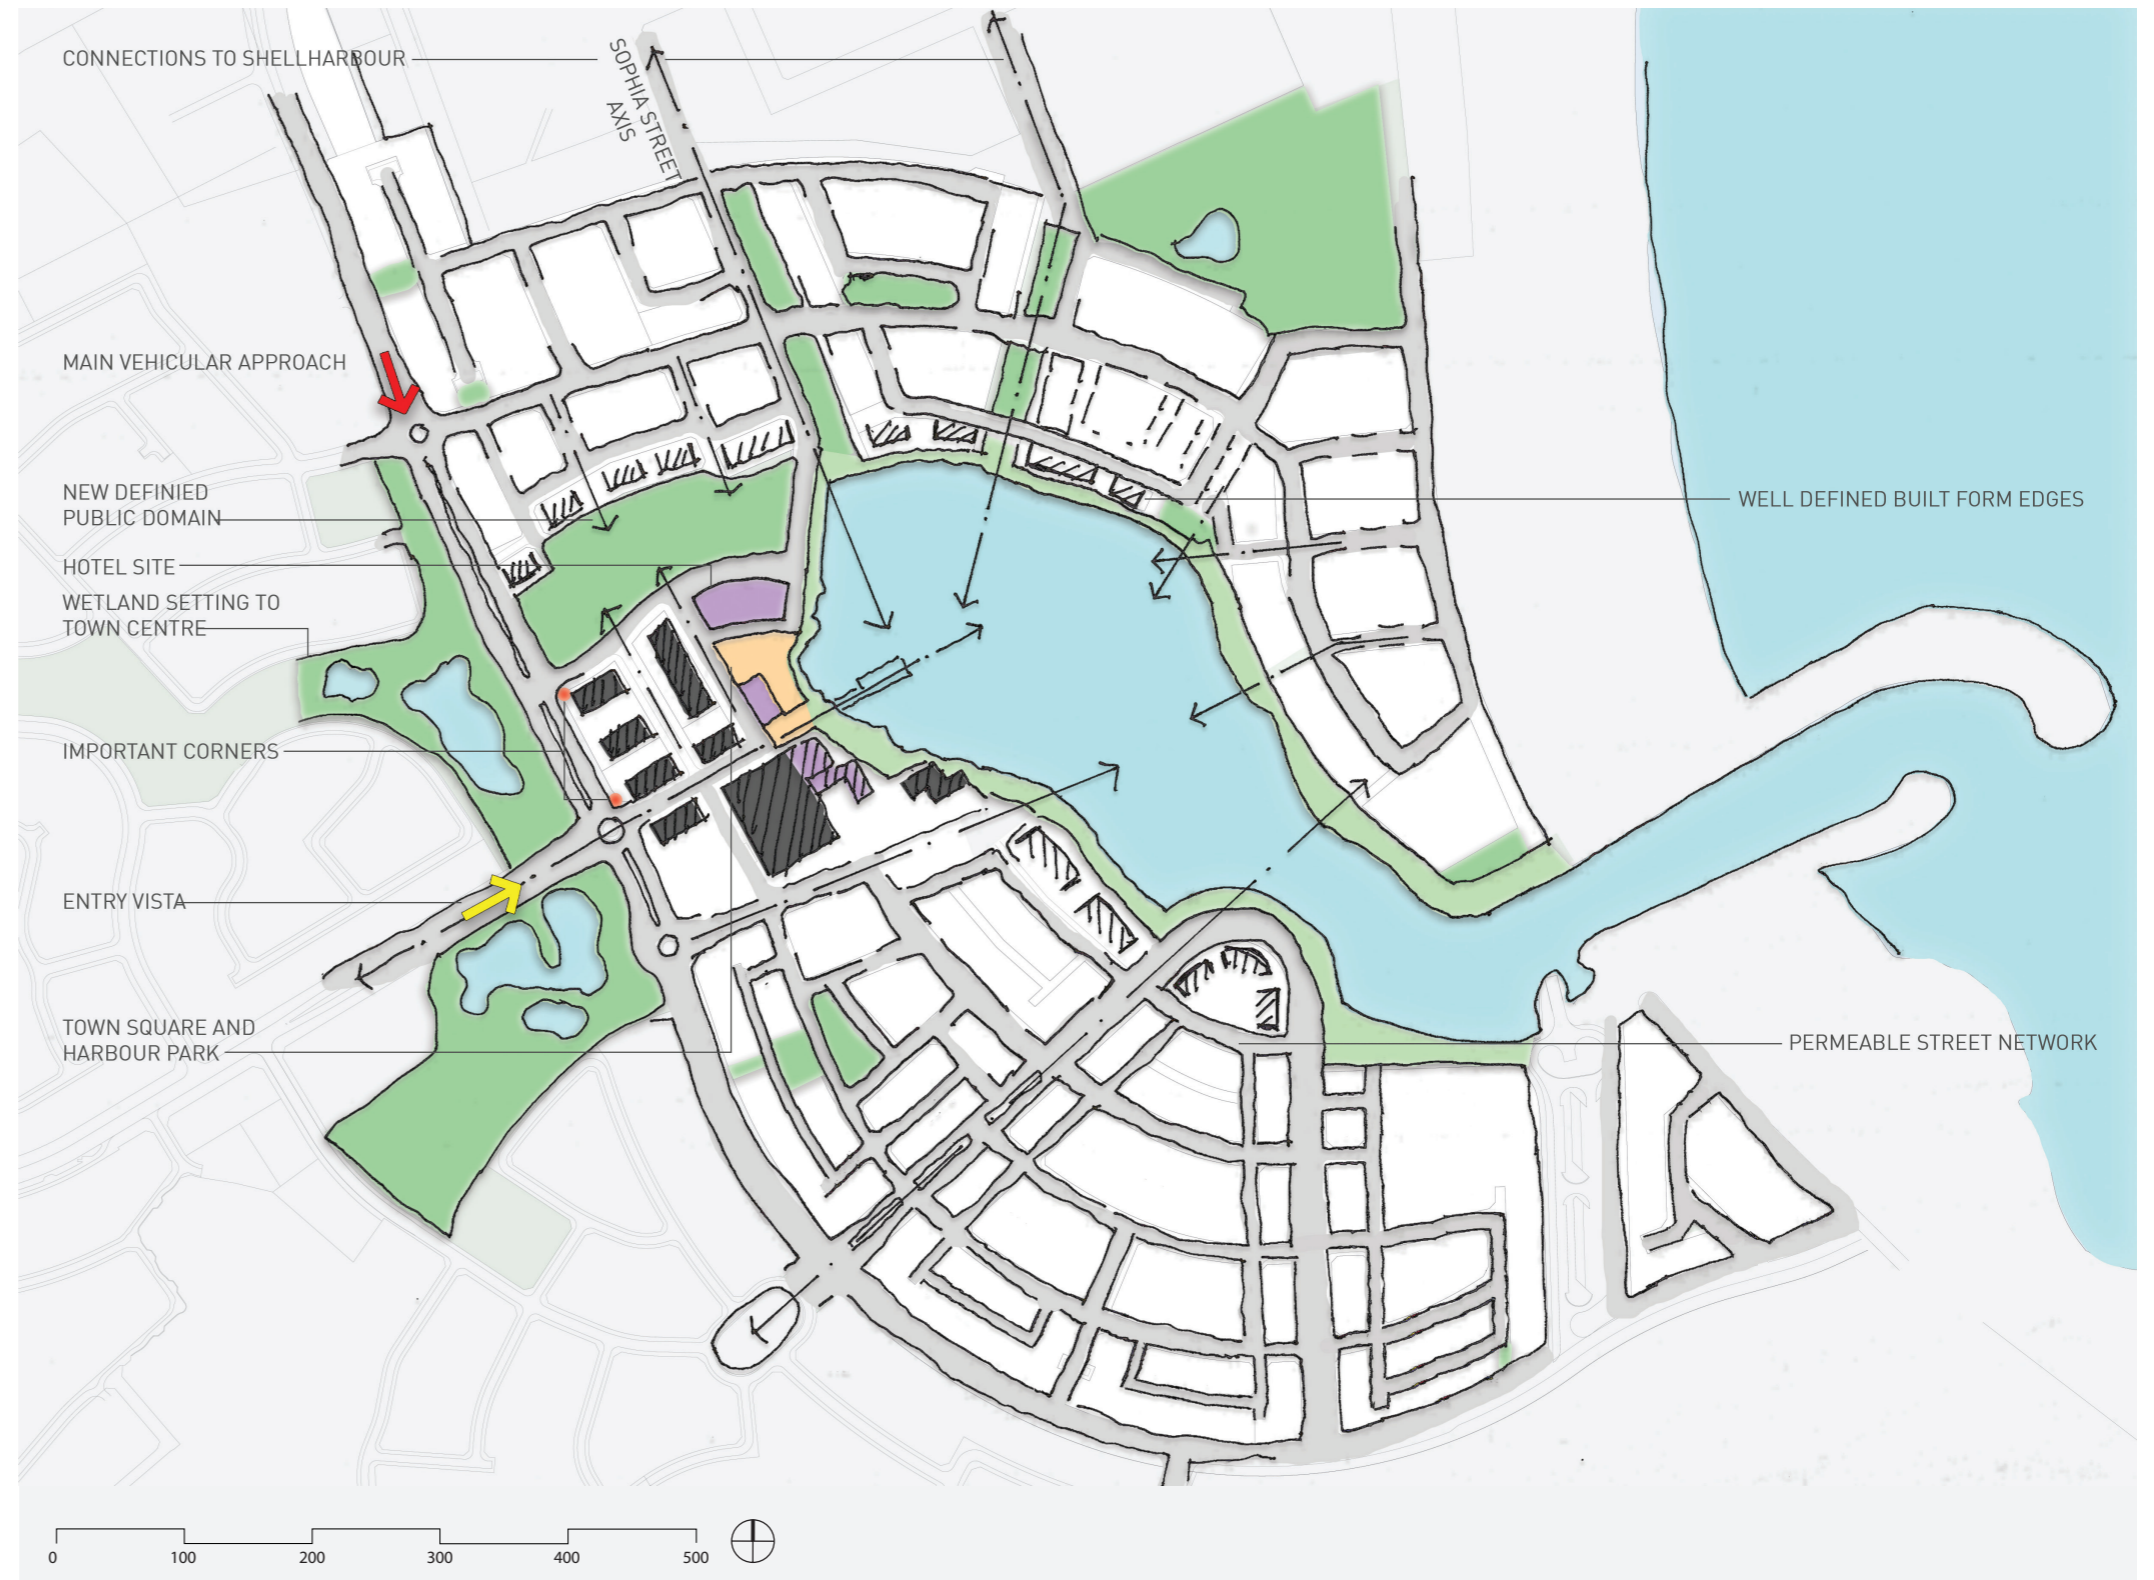 CONNECTIONS TO SHELLHARBOUR
SOPHIA STREET
AXIS
MAIN VEHICULAR APPROACH
NEW DEFINIED
PUBLIC DOMAIN
WELL DEFINED BUILT FORM EDGES
HOTEL SITE
WETLAND SETTING TO
TOWN CENTRE
IMPORTANT CORNERS
ENTRY VISTA
TOWN SQUARE AND
HARBOUR PARK
PERMEABLE STREET NETWORK
0 100 200 300 400 500